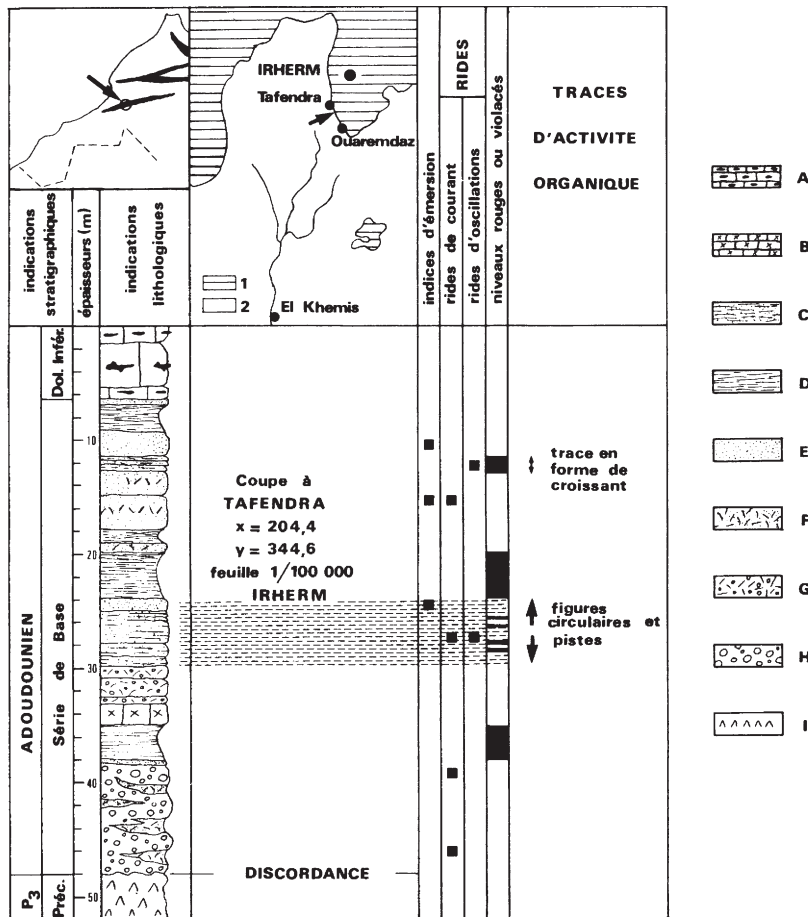 IRHERM
Tafendra
Ouaremdaz
El Khemis
1
2
indications
stratigraphiques
épaisseurs (m)
indications
lithologiques
indices d'émersion
RIDES
rides de courant
rides d'oscillations
niveaux rouges ou violacés
TRACES
D'ACTIVITE
ORGANIQUE
Dol. Infér.
ADOUDOUNIEN
Série de Base
P3
Préc.
10
20
30
40
50
Coupe à
TAFENDRA
x = 204,4
y = 344,6
feuille 1/100 000
IRHERM
DISCORDANCE
trace en
forme de
croissant
figures
circulaires et
pistes
A
B
C
D
E
F
G
H
I